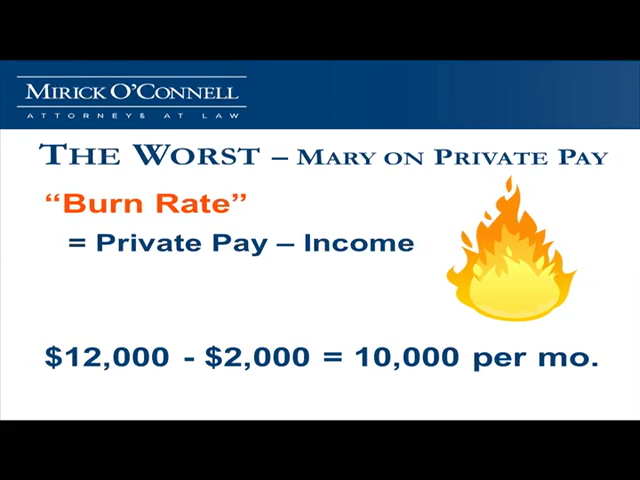 MIRICK O'CONNELL
ATTORNEYS AT LAW
THE WORST – MARY ON PRIVATE PAY
“Burn Rate”
= Private Pay – Income
$12,000 - $2,000 = 10,000 per mo.